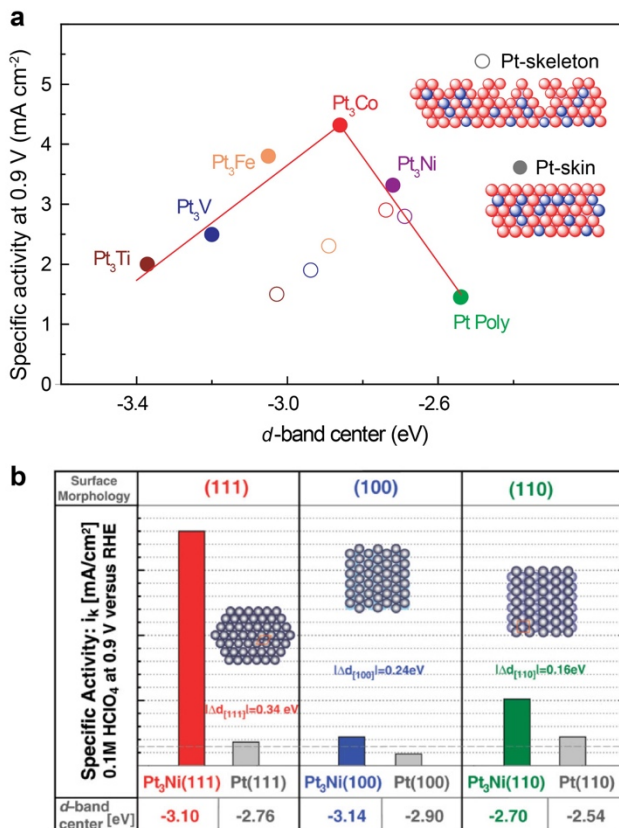 a
Specific activity at 0.9 V (mA cm⁻²)
5
4
3
2
1
0
-3.4
-3.0
-2.6
d-band center (eV)
Pt₃Ti
Pt₃V
Pt₃Fe
Pt₃Co
Pt₃Ni
Pt Poly
Pt-skeleton
Pt-skin
b
Surface Morphology
(111)
(100)
(110)
Specific Activity: iₖ [mA/cm²]
0.1M HClO₄ at 0.9 V versus RHE
|Δd[111]|=0.34 eV
|Δd[100]|=0.24eV
|Δd[110]|=0.16eV
Pt₃Ni(111)
Pt(111)
Pt₃Ni(100)
Pt(100)
Pt₃Ni(110)
Pt(110)
d-band center [eV]
-3.10
-2.76
-3.14
-2.90
-2.70
-2.54